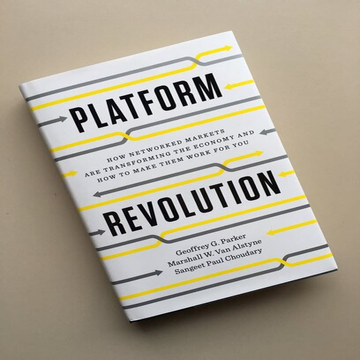 PLATFORM
HOW NETWORKED MARKETS
ARE TRANSFORMING THE ECONOMY AND
HOW TO MAKE THEM WORK FOR YOU
REVOLUTION
Geoffrey G. Parker
Marshall W. Van Alstyne
Sangeet Paul Choudary